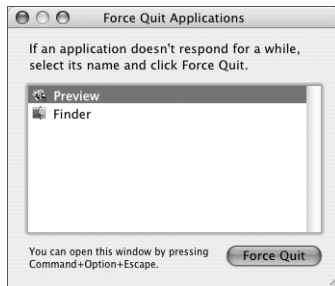 Force Quit Applications
If an application doesn't respond for a while,
select its name and click Force Quit.
Preview
Finder
You can open this window by pressing
Command+Option+Escape.
Force Quit